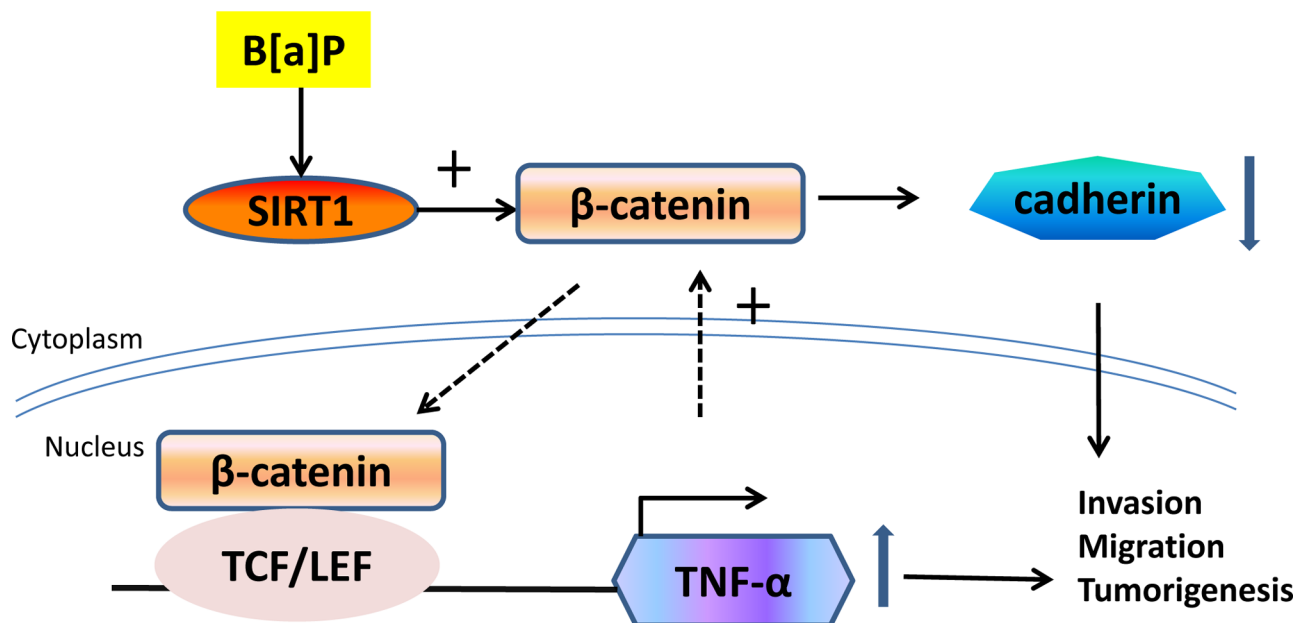 B[a]P
+
SIRT1
β-catenin
cadherin
+
Cytoplasm
Nucleus
β-catenin
TCF/LEF
TNF-α
Invasion
Migration
Tumorigenesis